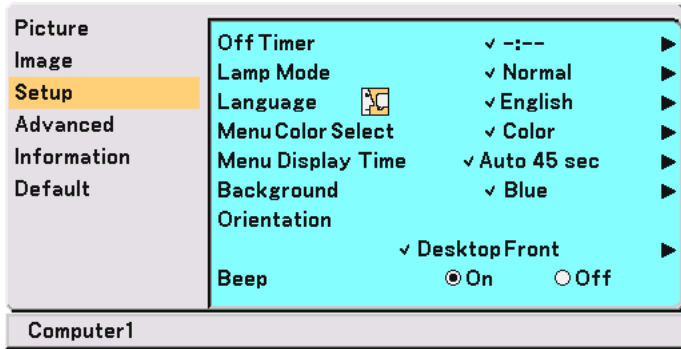 Picture
Image
Setup
Advanced
Information
Default
Off Timer ✓ -:--
Lamp Mode ✓ Normal
Language ✓ English
Menu Color Select ✓ Color
Menu Display Time ✓ Auto 45 sec
Background ✓ Blue
Orientation
✓ Desktop Front
Beep On Off
Computer1